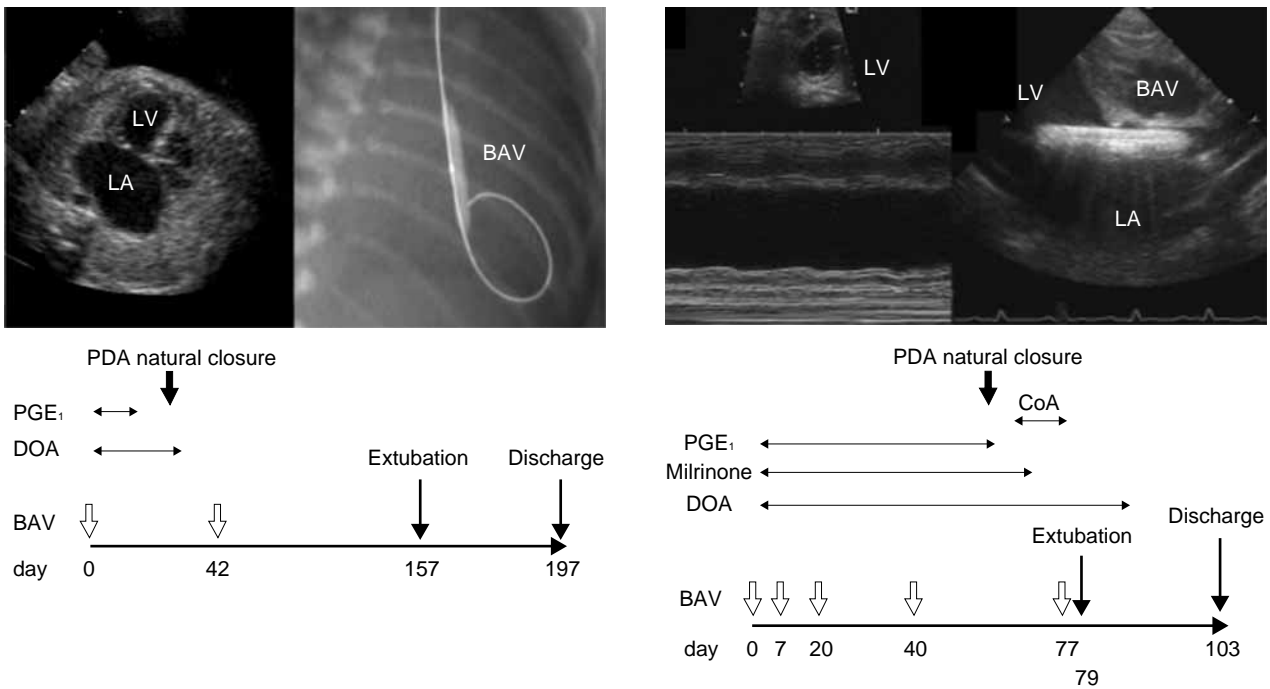 LV
LA
BAV
PDA natural closure
PGE₁
DOA
Extubation
Discharge
BAV
day 0 42 157 197
LV
LV
BAV
LA
PDA natural closure
CoA
PGE₁
Milrinone
DOA
Discharge
Extubation
BAV
day 0 7 20 40 77 103
79